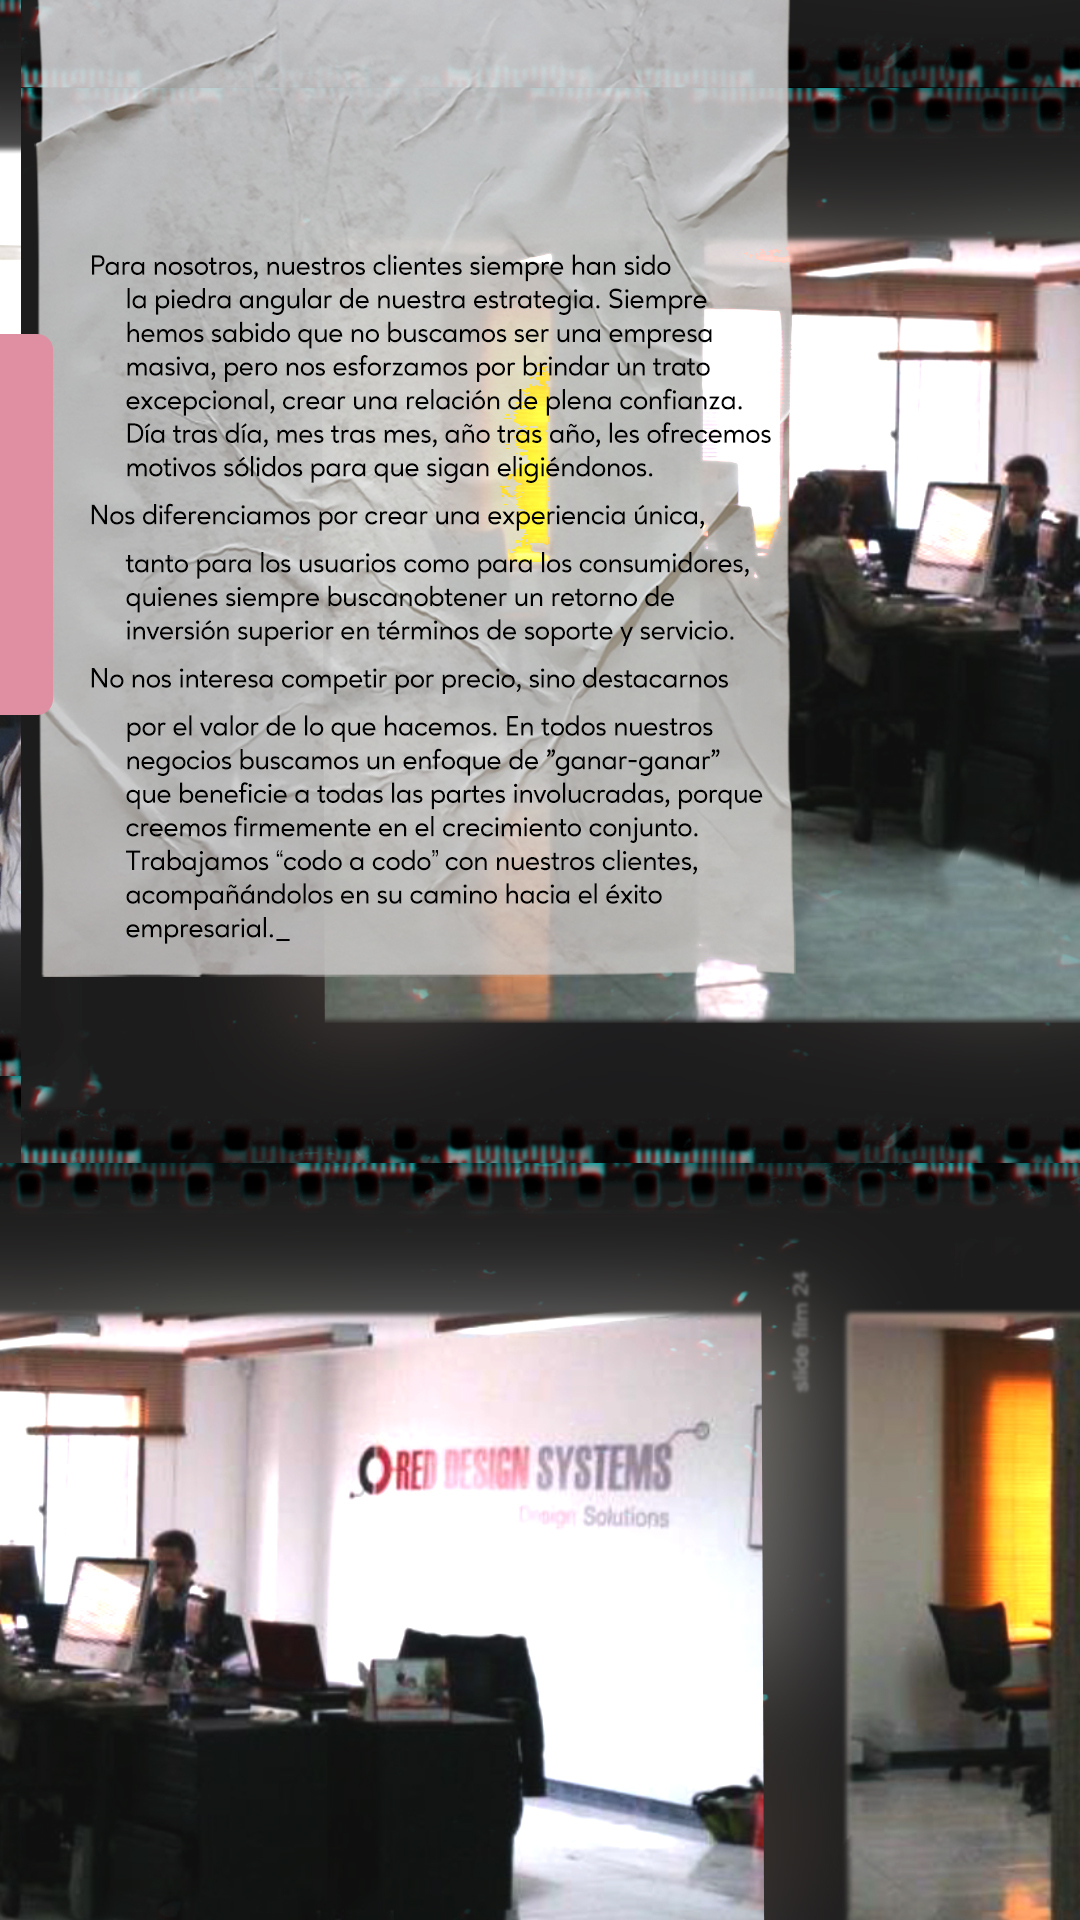 Para nosotros, nuestros clientes siempre han sido
la piedra angular de nuestra estrategia. Siempre
hemos sabido que no buscamos ser una empresa
masiva, pero nos esforzamos por brindar un trato
excepcional, crear una relación de plena confianza.
Día tras día, mes tras mes, año tras año, les ofrecemos
motivos sólidos para que sigan eligiéndonos.
Nos diferenciamos por crear una experiencia única,
tanto para los usuarios como para los consumidores,
quienes siempre buscanobtener un retorno de
inversión superior en términos de soporte y servicio.
No nos interesa competir por precio, sino destacarnos
por el valor de lo que hacemos. En todos nuestros
negocios buscamos un enfoque de ”ganar-ganar”
que beneficie a todas las partes involucradas, porque
creemos firmemente en el crecimiento conjunto.
Trabajamos “codo a codo” con nuestros clientes,
acompañándolos en su camino hacia el éxito
empresarial._
slide film 24
RED DESIGN SYSTEMS
Design Solutions